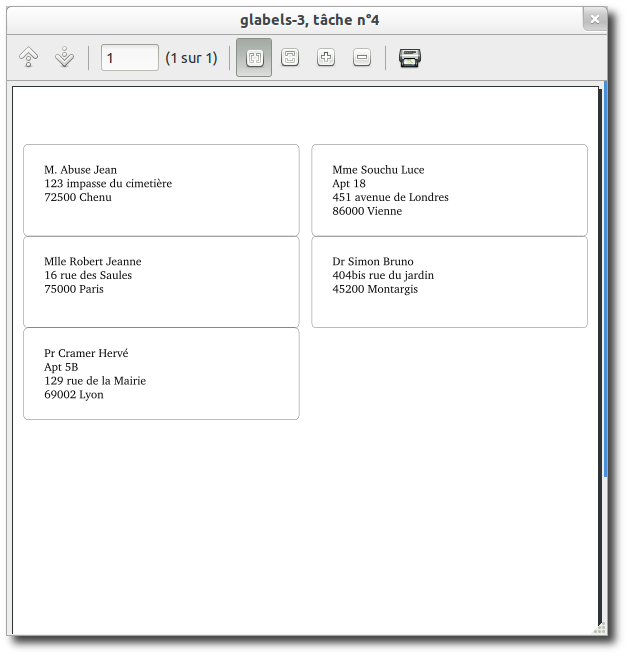 glabels-3, tâche n°4
1 (1 sur 1)
M. Abuse Jean
123 impasse du cimetière
72500 Chenu
Mme Souchu Luce
Apt 18
451 avenue de Londres
86000 Vienne
Mlle Robert Jeanne
16 rue des Saules
75000 Paris
Dr Simon Bruno
404bis rue du jardin
45200 Montargis
Pr Cramer Hervé
Apt 5B
129 rue de la Mairie
69002 Lyon